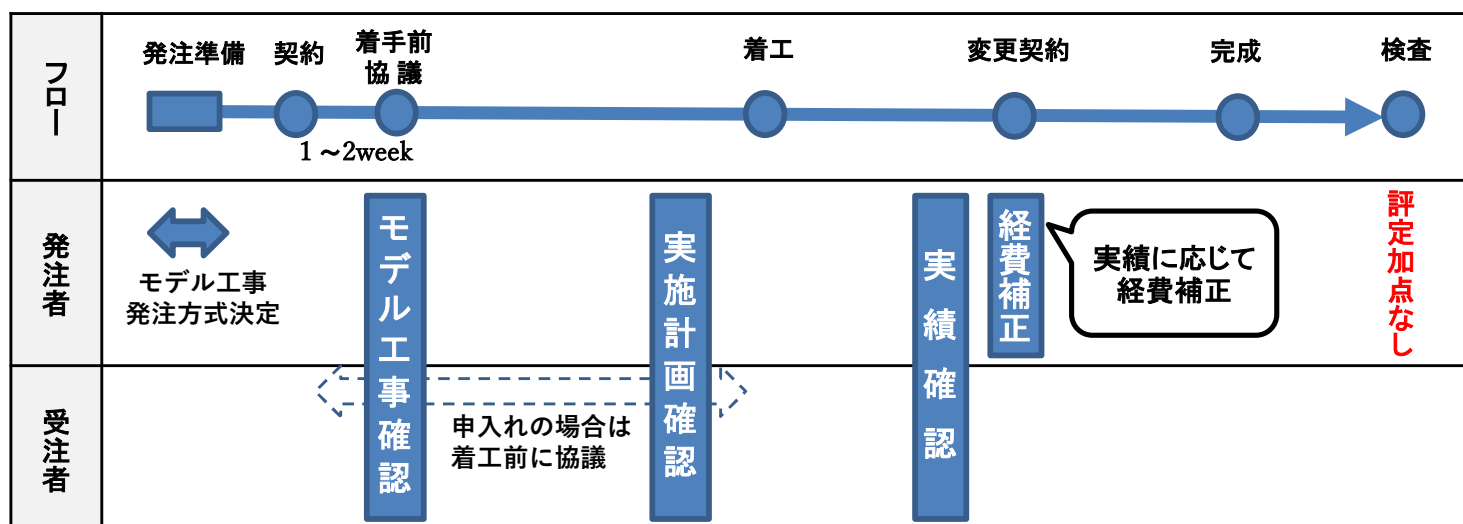 フロー
発注準備
契約
着手前
協 議
着工
変更契約
完成
検査
1 ～2week
発注者
モデル工事
発注方式決定
モデル工事確認
実施計画確認
実績確認
経費補正
実績に応じて
経費補正
評定加点なし
受注者
申入れの場合は
着工前に協議